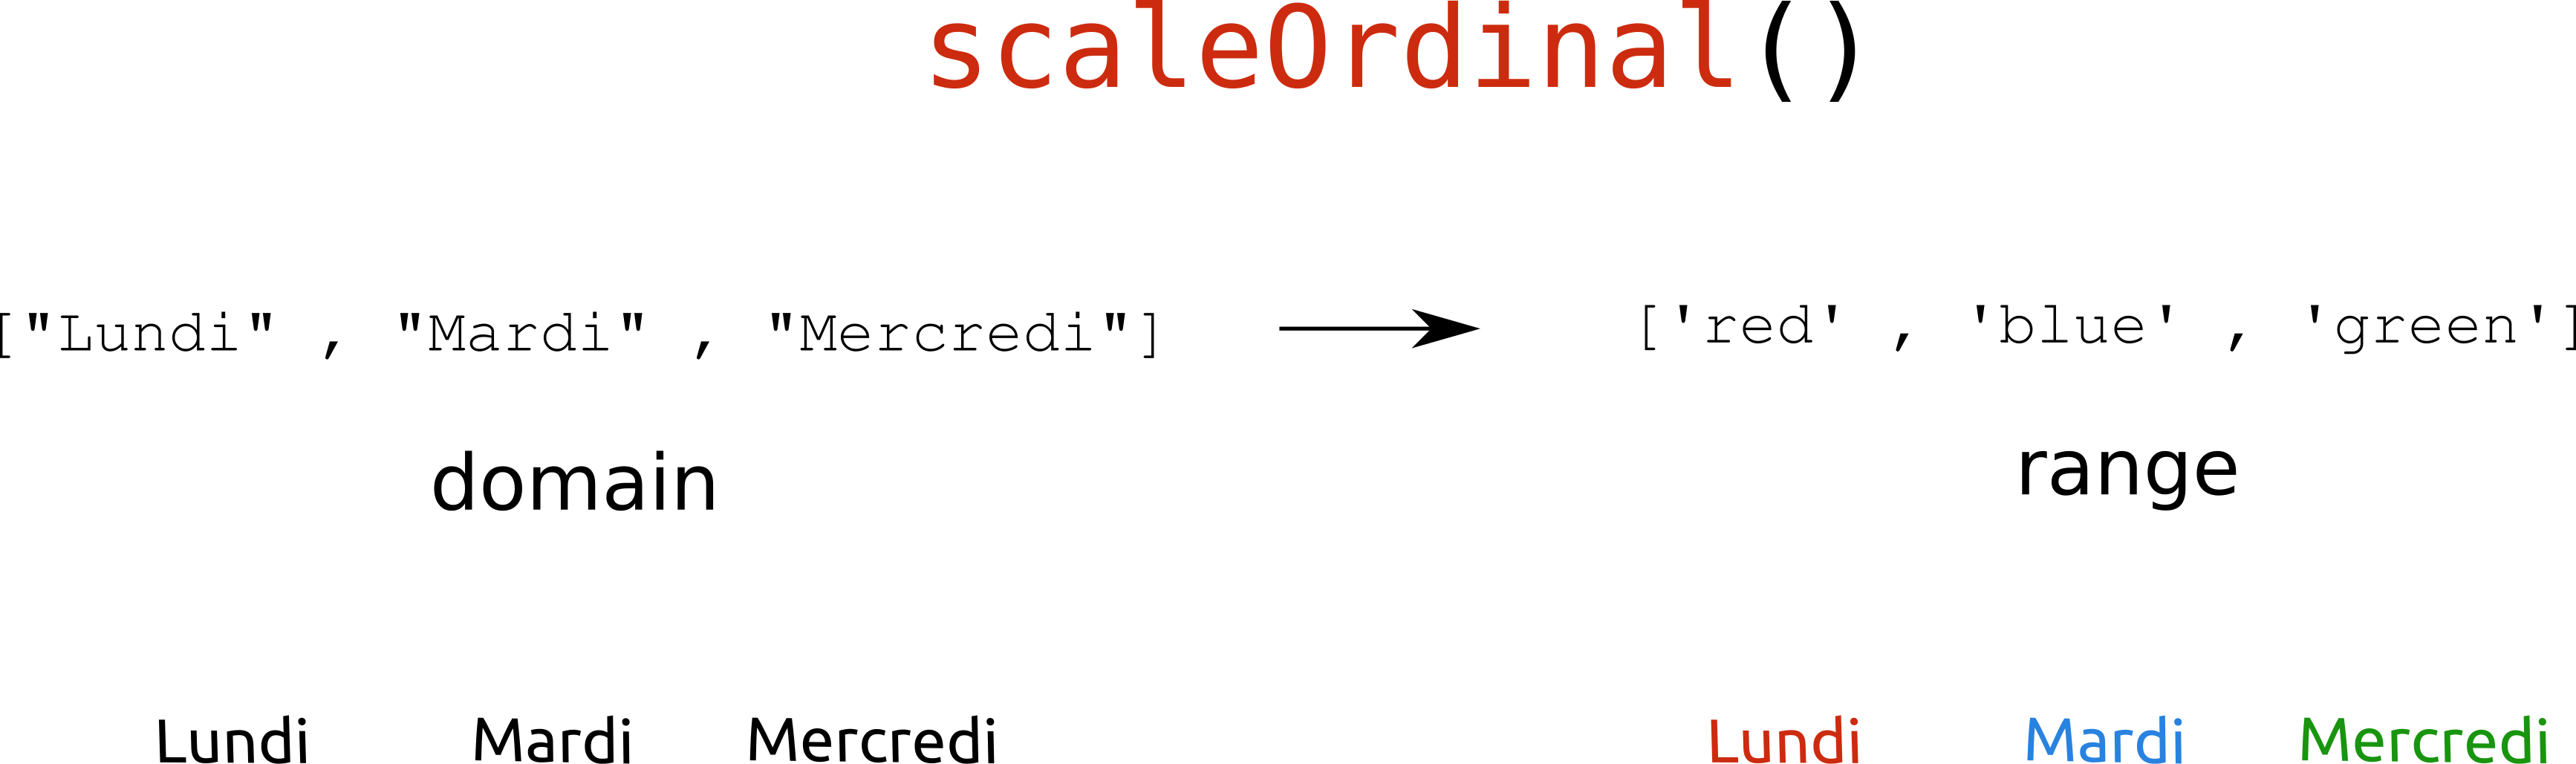 scaleOrdinal()
["Lundi" , "Mardi" , "Mercredi"] ['red' , 'blue' , 'green']
domain range
Lundi Mardi Mercredi Lundi Mardi Mercredi